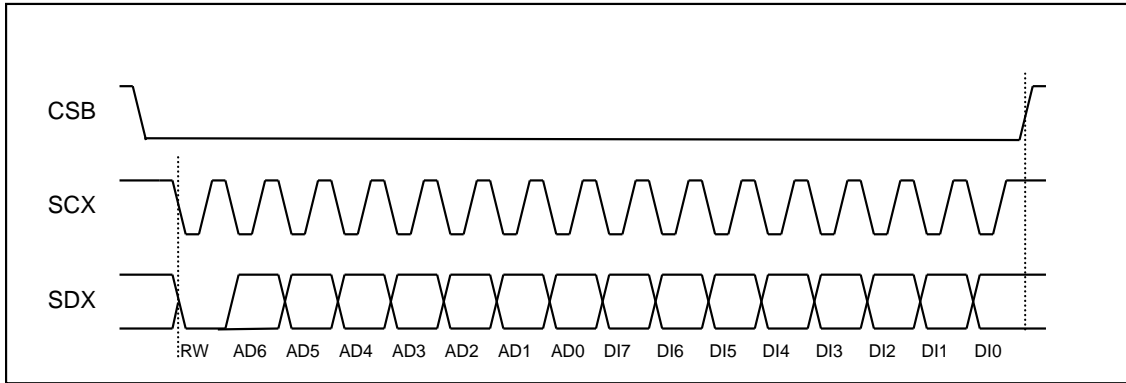 CSB
SCX
SDX
RW AD6 AD5 AD4 AD3 AD2 AD1 AD0 DI7 DI6 DI5 DI4 DI3 DI2 DI1 DI0